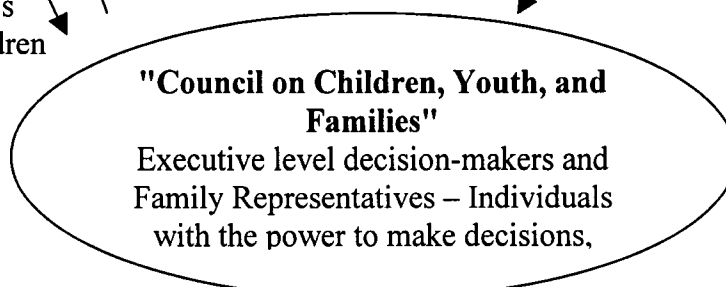 s
dren
"Council on Children, Youth, and
Families"
Executive level decision-makers and
Family Representatives – Individuals
with the power to make decisions,